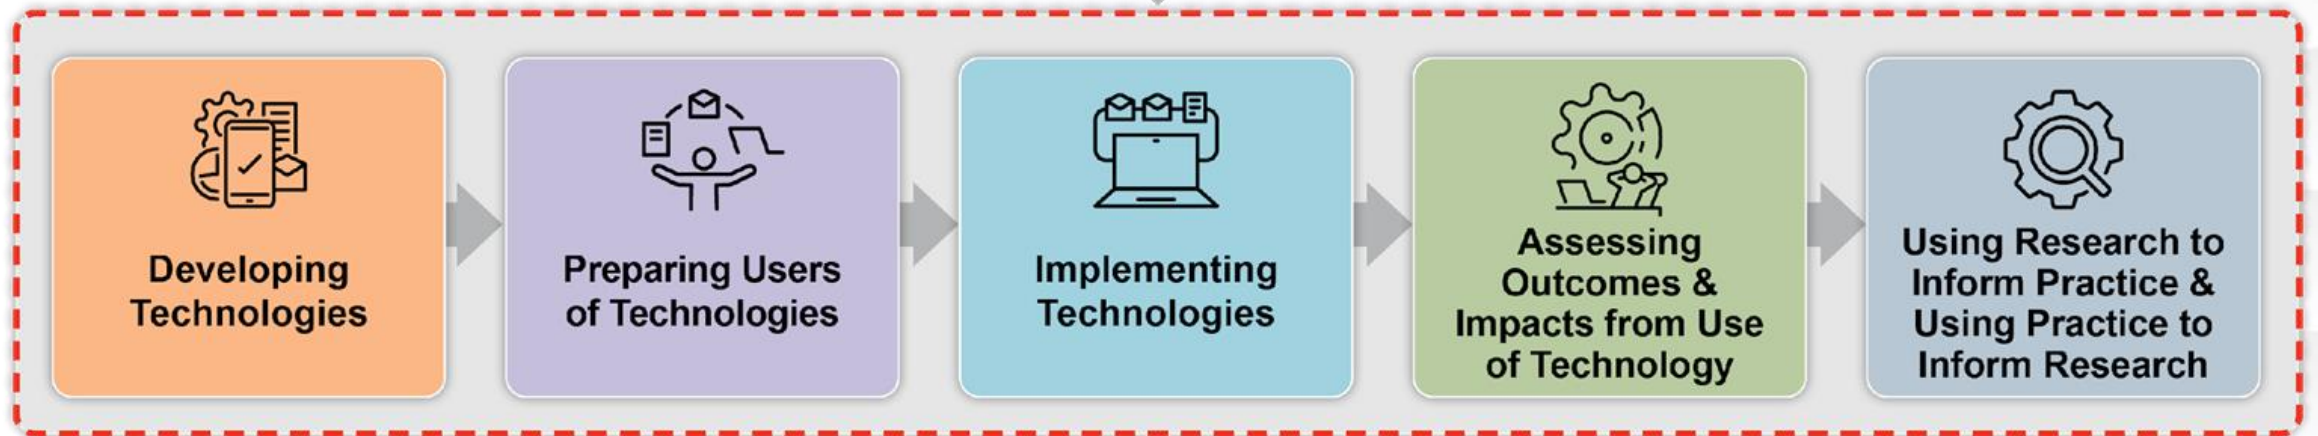 Developing
Technologies
Preparing Users
of Technologies
Implementing
Technologies
Assessing
Outcomes &
Impacts from Use
of Technology
Using Research to
Inform Practice &
Using Practice to
Inform Research